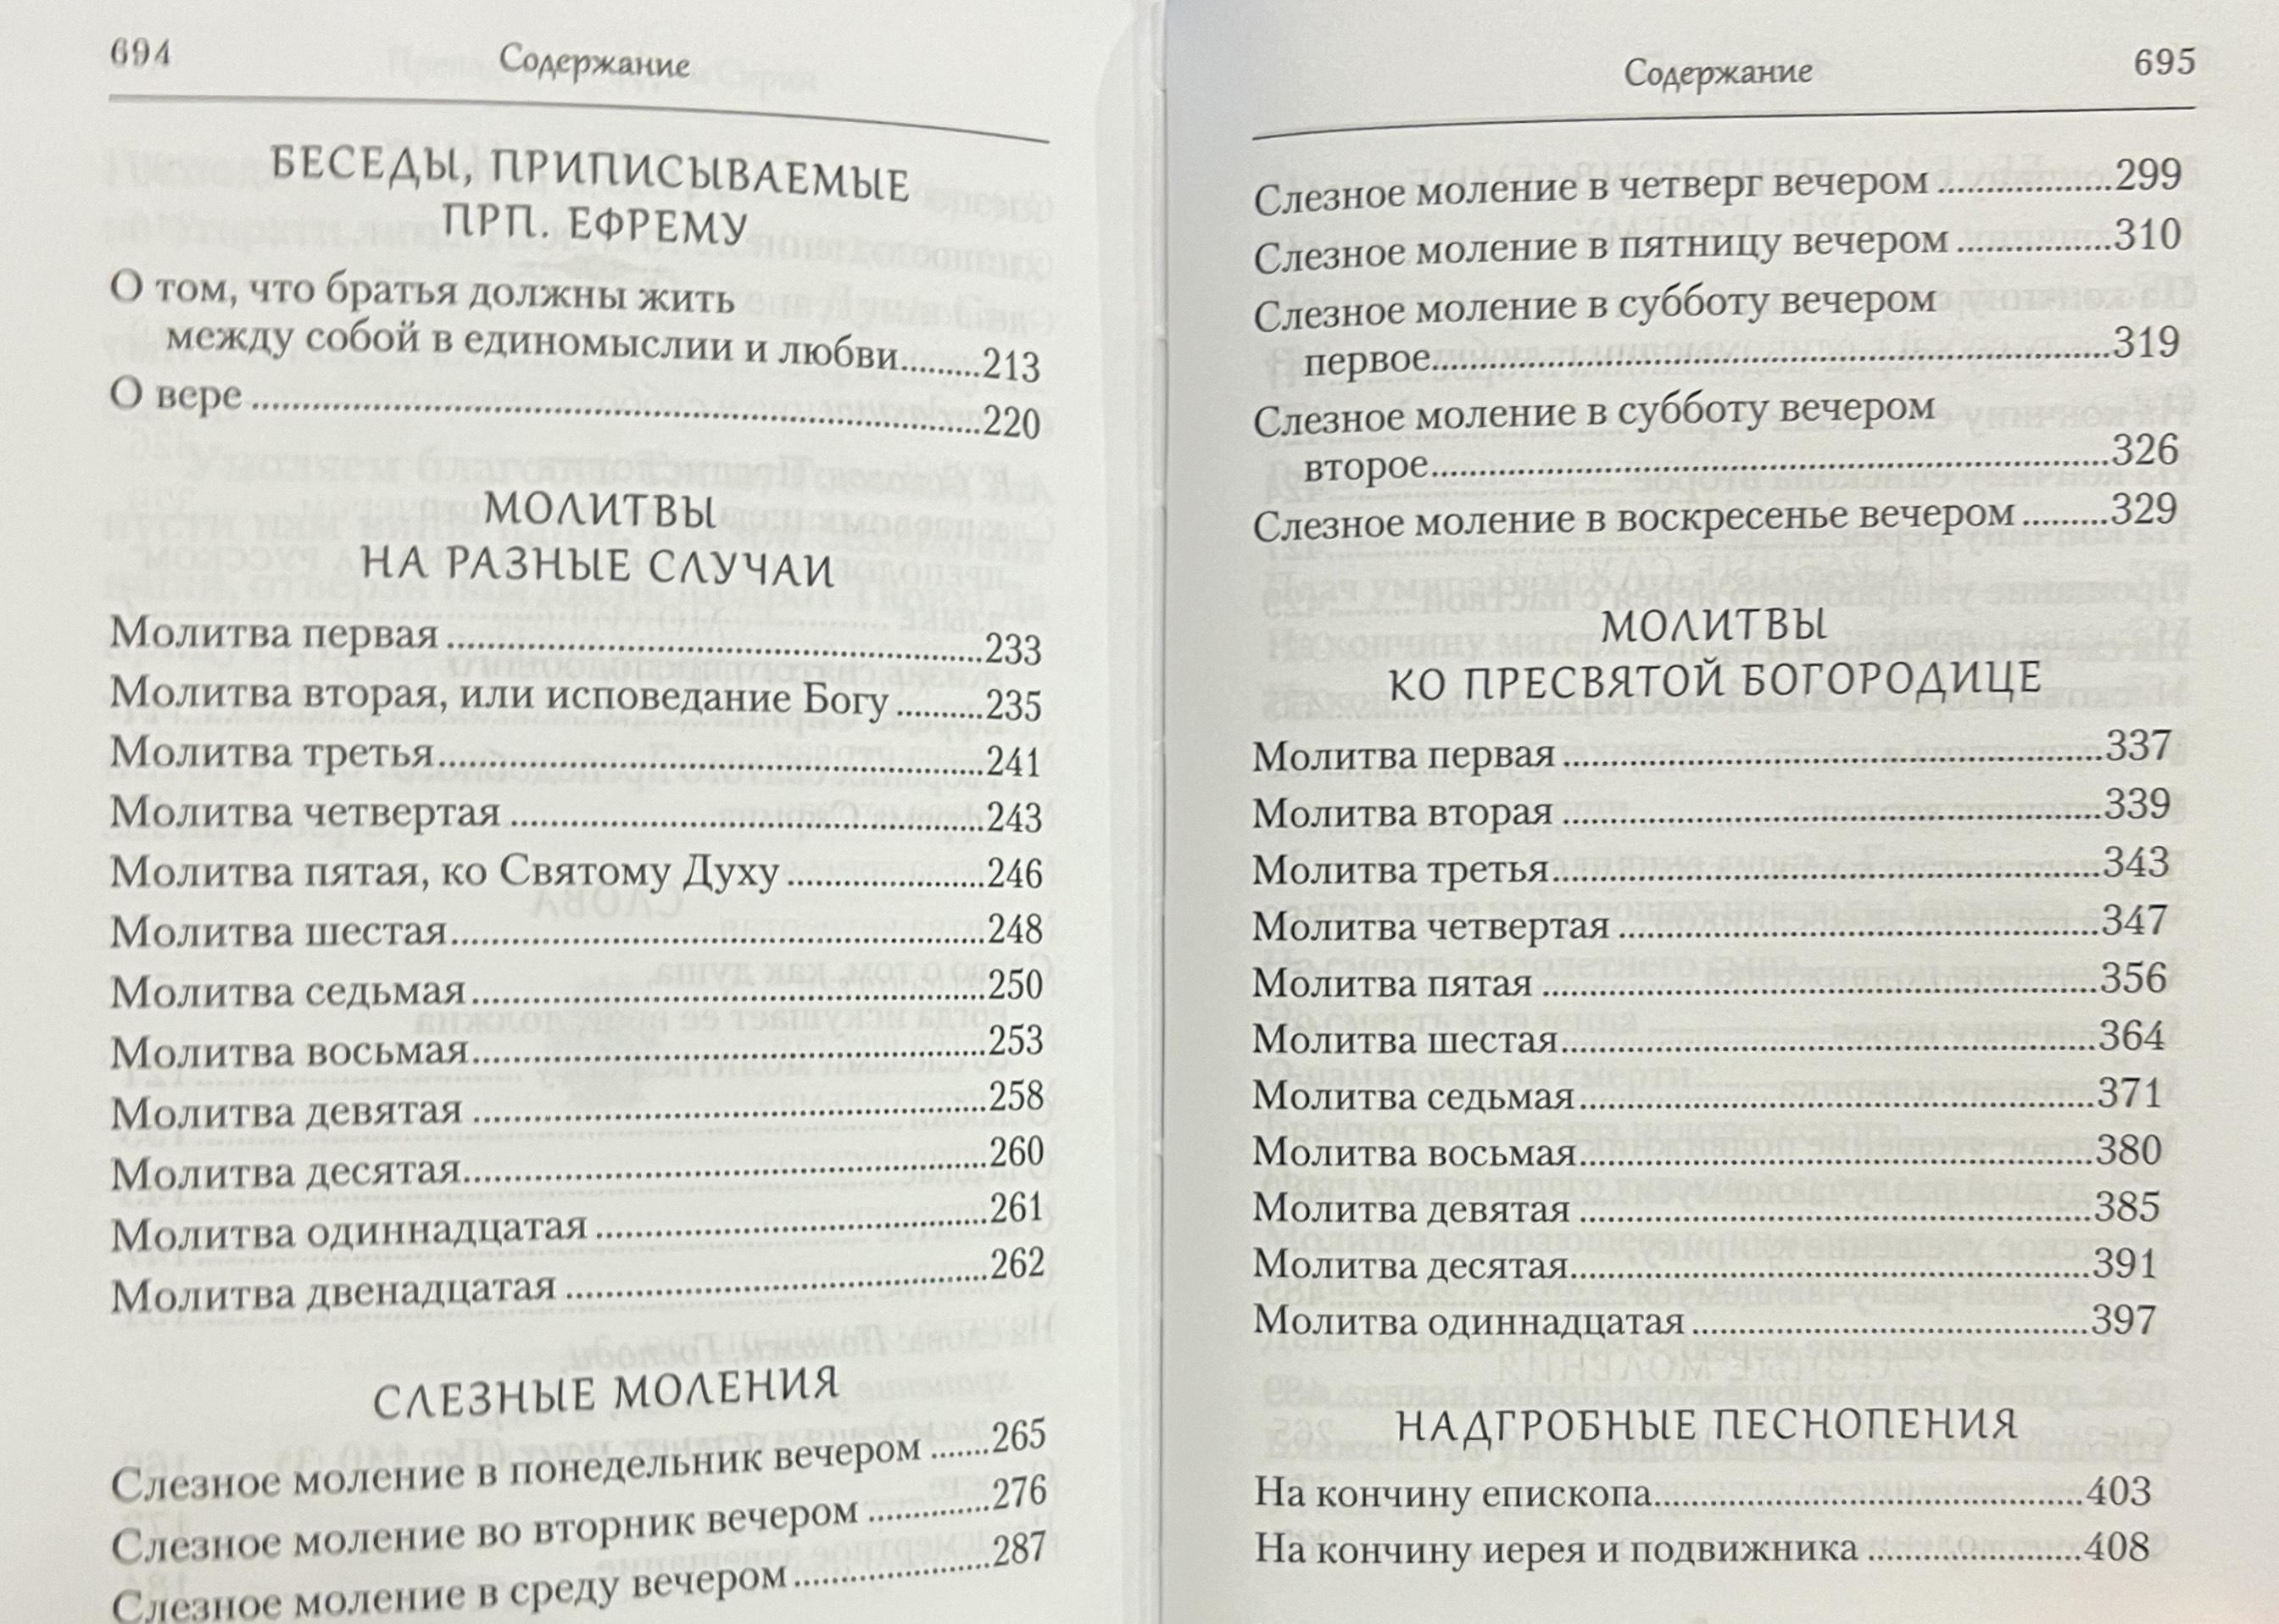 694
Содержание
БЕСЕДЫ, ПРИПИСЫВАЕМЫЕ
ПРП. ЕФРЕМУ
О том, что братья должны жить
между собой в единомыслии и любви.........213
О вере ..........220
МОЛИТВЫ
НА РАЗНЫЕ СЛУЧАИ
Молитва первая ..........233
Молитва вторая, или исповедание Богу ..........235
Молитва третья..........241
Молитва четвертая ..........243
Молитва пятая, ко Святому Духу ..........246
Молитва шестая..........248
Молитва седьмая..........250
Молитва восьмая..........253
Молитва девятая ..........258
Молитва десятая..........260
Молитва одиннадцатая ..........261
Молитва двенадцатая ..........262
СЛЕЗНЫЕ МОЛЕНИЯ
Слезное моление в понедельник вечером .......265
Слезное моление во вторник вечером ............276
Слезное моление в среду вечером..........287
Содержание
695
Слезное моление в четверг вечером ..........299
Слезное моление в пятницу вечером ..........310
Слезное моление в субботу вечером
первое..........319
Слезное моление в субботу вечером
второе..........326
Слезное моление в воскресенье вечером .........329
МОЛИТВЫ
КО ПРЕСВЯТОЙ БОГОРОДИЦЕ
Молитва первая ..........337
Молитва вторая ..........339
Молитва третья..........343
Молитва четвертая ..........347
Молитва пятая ..........356
Молитва шестая..........364
Молитва седьмая..........371
Молитва восьмая..........380
Молитва девятая ..........385
Молитва десятая..........391
Молитва одиннадцатая ..........397
НАДГРОБНЫЕ ПЕСНОПЕНИЯ
На кончину епископа..........403
На кончину иерея и подвижника ..........408